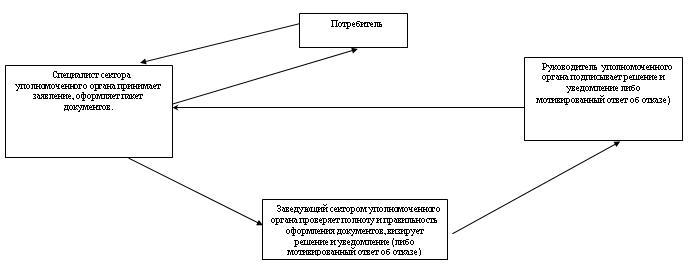 Потребитель
Специалист сектора
уполномоченного органа принимает
заявление, оформляет пакет
документов.
Руководитель уполномоченного
органа подписывает решение и
уведомление либо
мотивированный ответ об отказе)
Заведующий сектором уполномоченного
органа проверяет полноту и правильность
оформления документов, визирует
решение и уведомление (либо
мотивированный ответ об отказе)